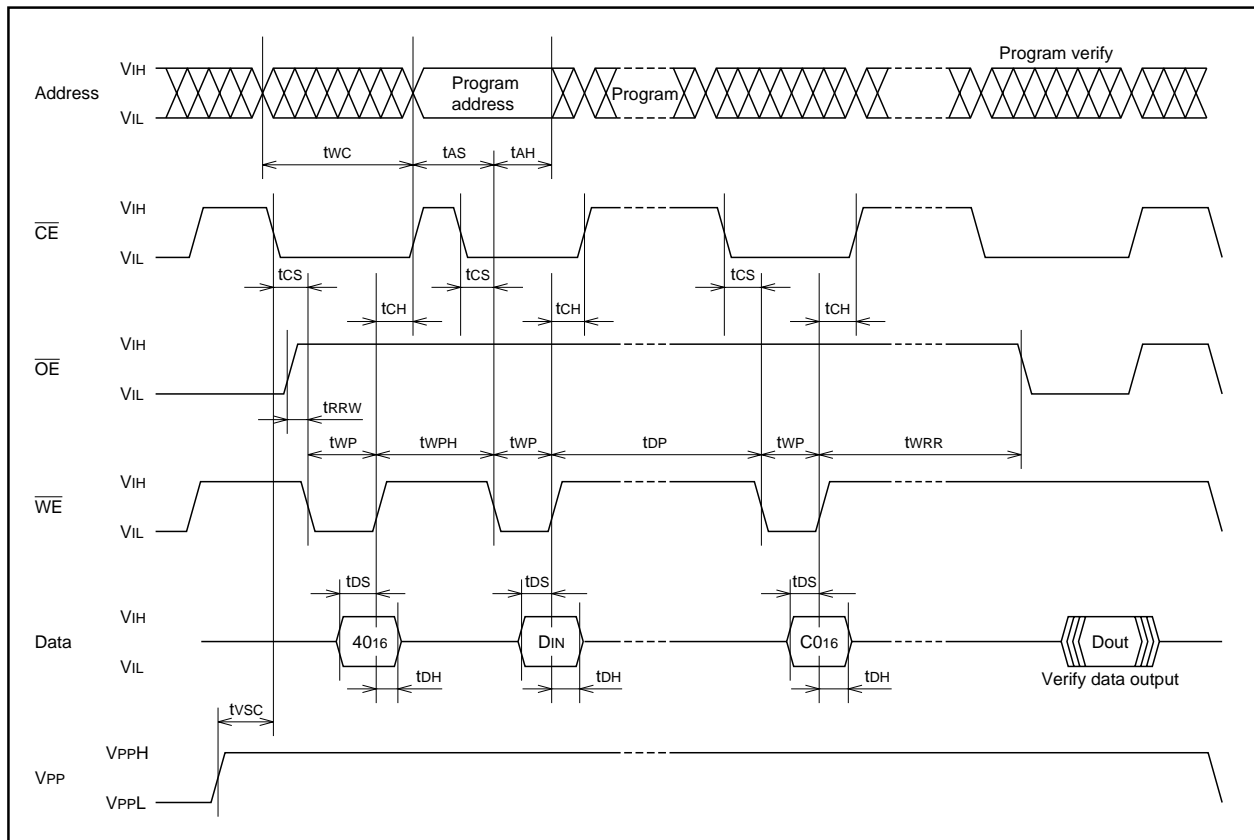 Program verify
VIH
Address
Program address
Program
VIL
tWC
tAS
tAH
VIH
CE
VIL
tCS
tCS
tCS
tCH
tCH
tCH
VIH
OE
VIL
tRRW
tWP
tWPH
tWP
tDP
tWP
tWRR
VIH
WE
VIL
tDS
tDS
tDS
VIH
Data
4016
DIN
C016
Dout
VIL
Verify data output
tDH
tDH
tDH
tVSC
VPPH
VPP
VPPL